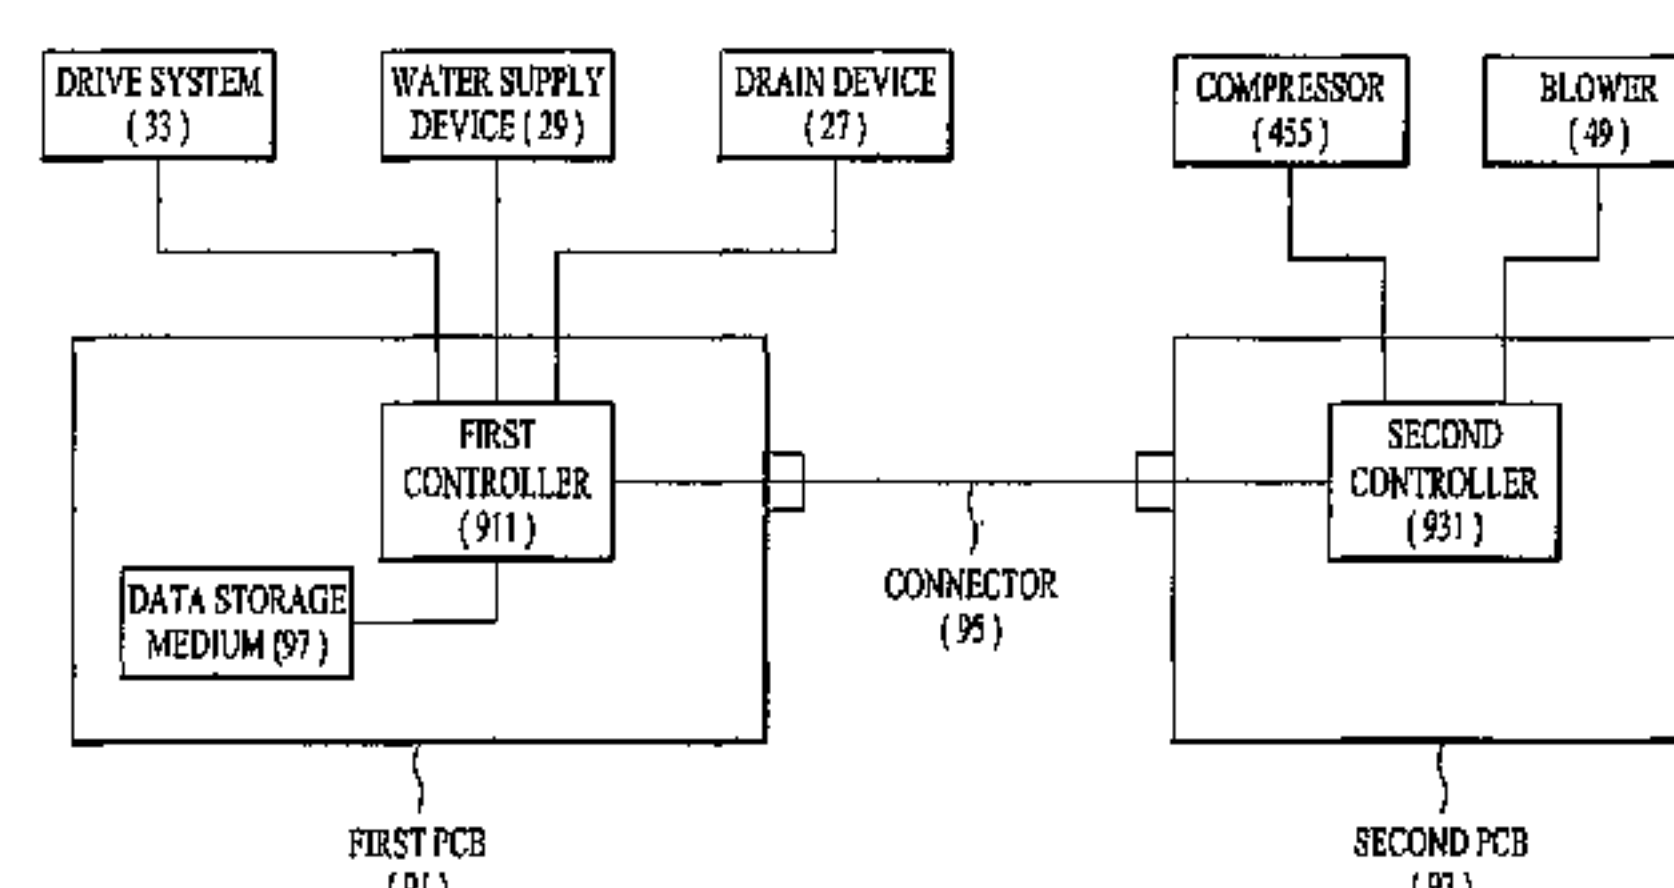 DRIVE SYSTEM
(33)
WATER SUPPLY
DEVICE (29)
DRAIN DEVICE
(27)
COMPRESSOR
(455)
BLOWER
(49)
FIRST
CONTROLLER
(911)
SECOND
CONTROLLER
(931)
DATA STORAGE
MEDIUM (97)
CONNECTOR
(95)
FIRST PCB
SECOND PCB